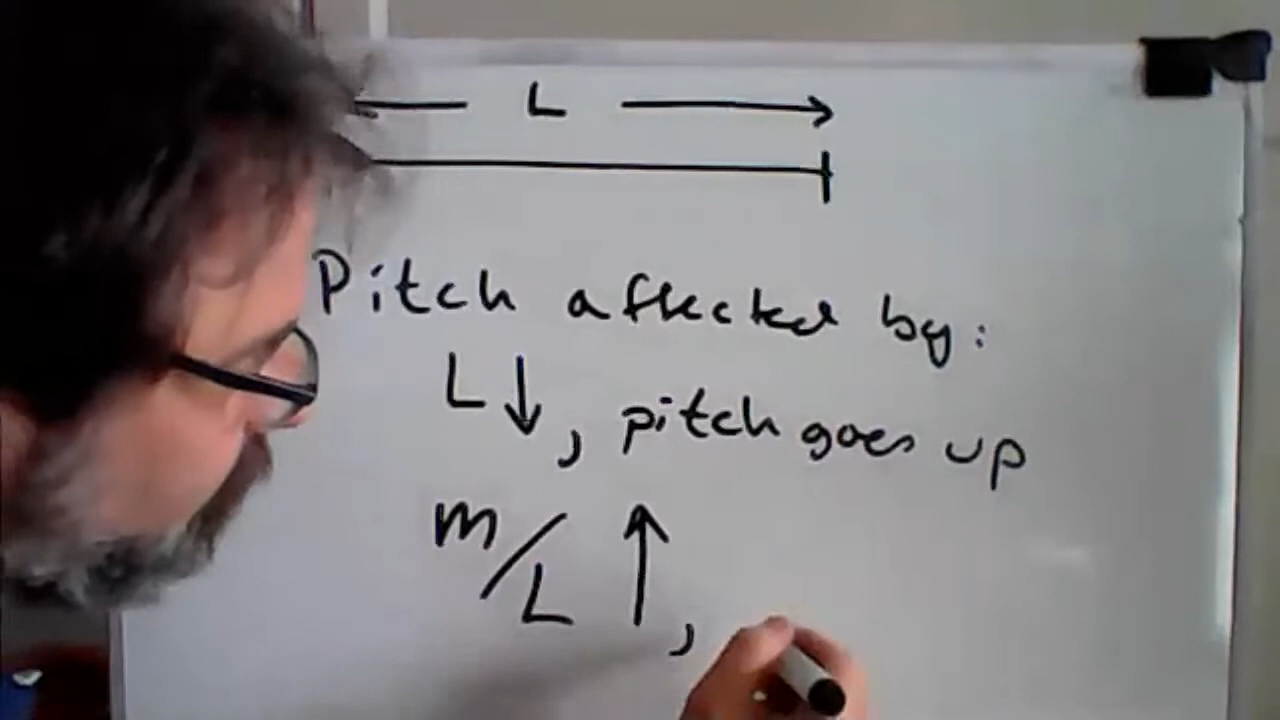 L
Pitch affected by:
L↓, pitch goes up
m/L ↑,